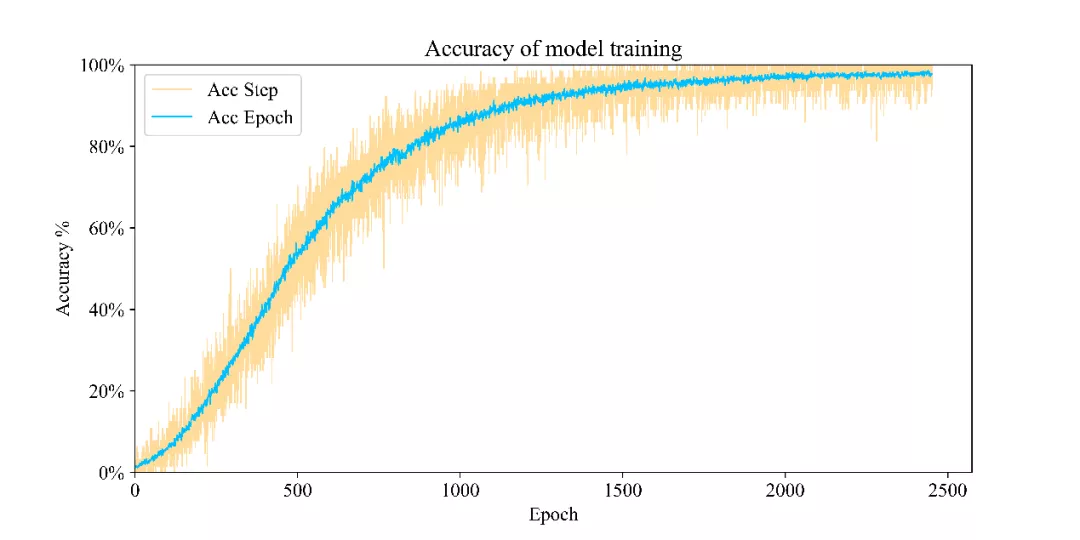 Accuracy of model training
100%
80%
60%
40%
20%
0%
Accuracy %
Acc Step
Acc Epoch
0 500 1000 1500 2000 2500
Epoch